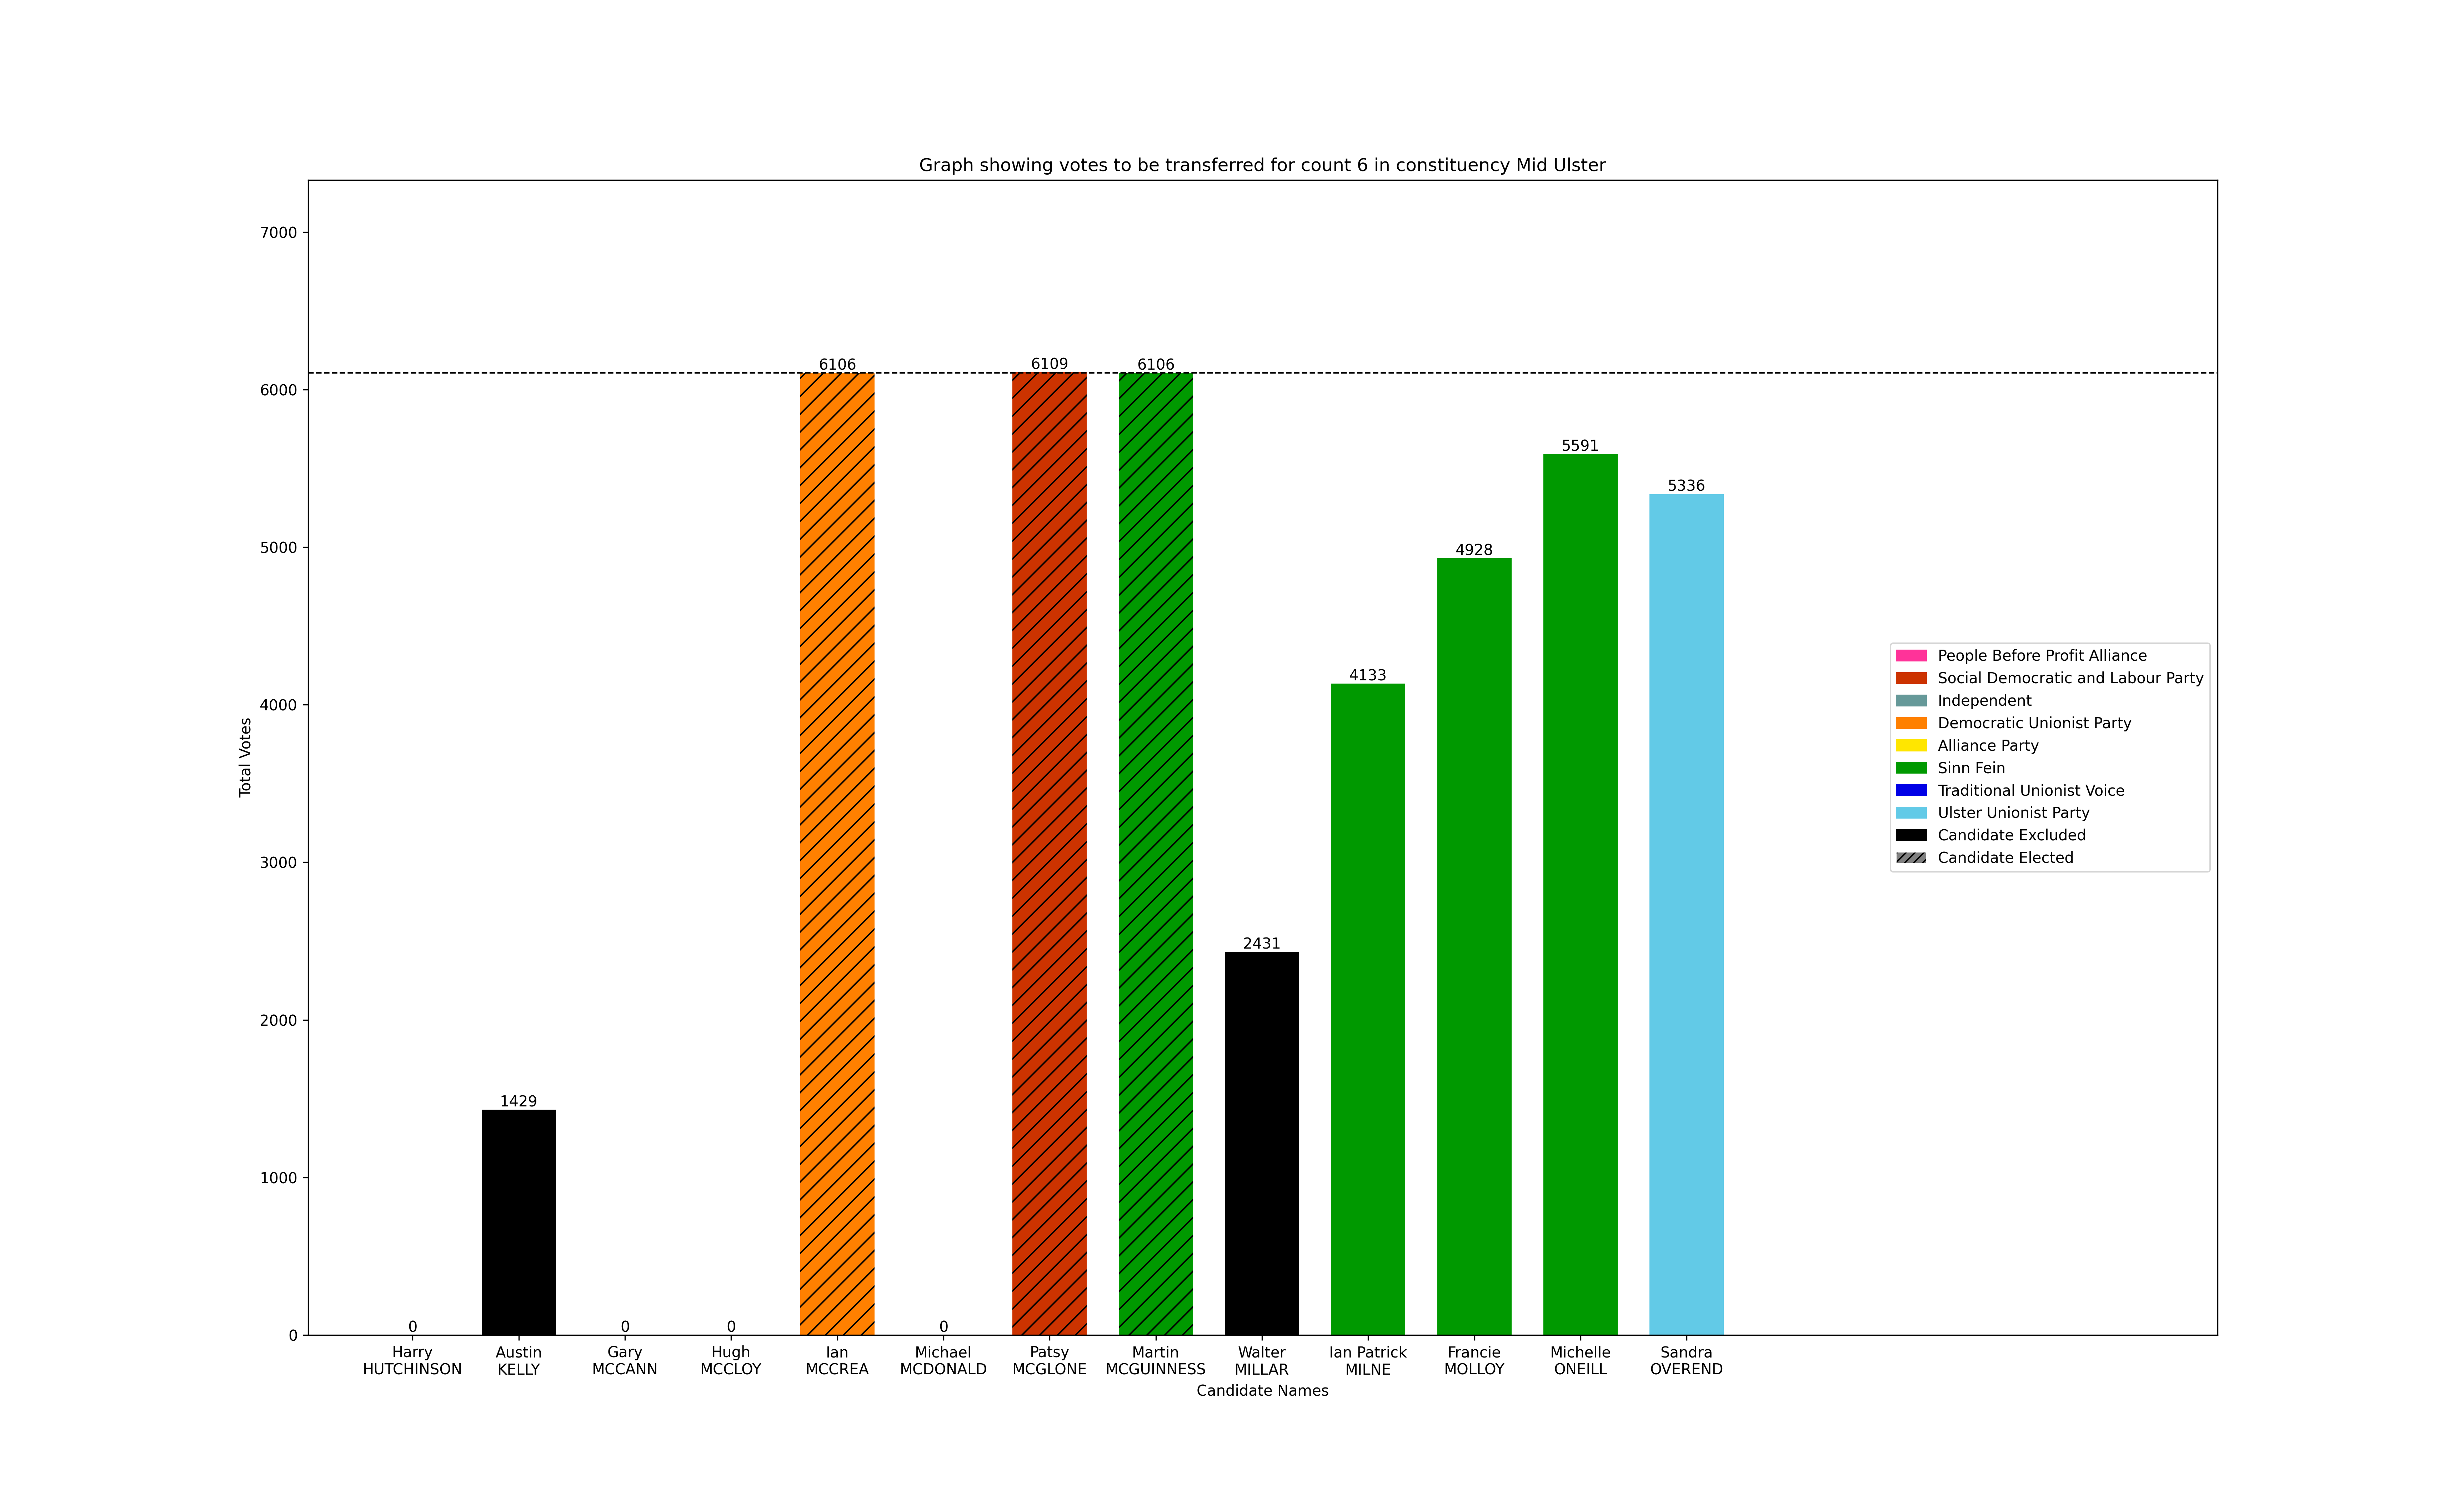 Graph showing votes to be transferred for count 6 in constituency Mid Ulster
Total Votes
7000
6000
5000
4000
3000
2000
1000
0
0
1429
0
0
6106
0
6109
6106
2431
4133
4928
5591
5336
People Before Profit Alliance
Social Democratic and Labour Party
Independent
Democratic Unionist Party
Alliance Party
Sinn Fein
Traditional Unionist Voice
Ulster Unionist Party
Candidate Excluded
Candidate Elected
Harry
HUTCHINSON
Austin
KELLY
Gary
MCCANN
Hugh
MCCLOY
Ian
MCCREA
Michael
MCDONALD
Patsy
MCGLONE
Martin
MCGUINNESS
Walter
MILLAR
Ian Patrick
MILNE
Francie
MOLLOY
Michelle
ONEILL
Sandra
OVEREND
Candidate Names